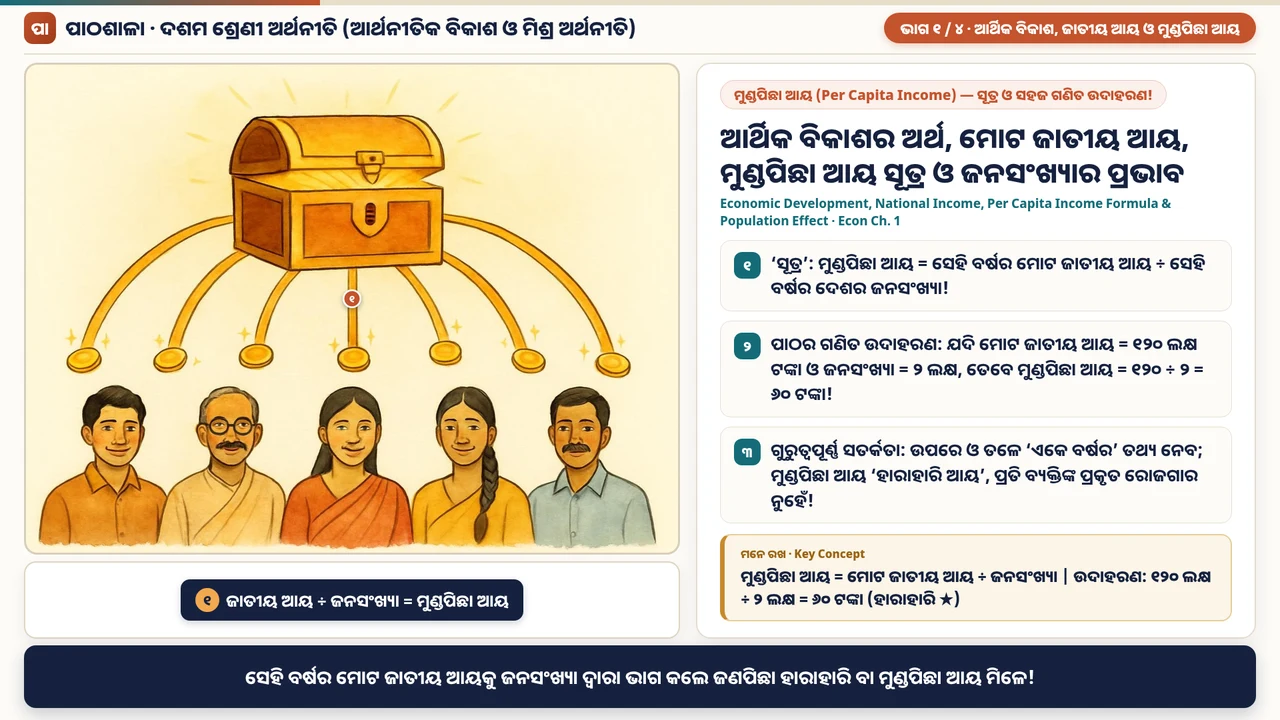 ପା ପାଠଶାଳା · ଦଶମ ଶ୍ରେଣୀ ଅର୍ଥନୀତି (ଆର୍ଥନୀତିକ ବିକାଶ ଓ ମିଶ୍ର ଅର୍ଥନୀତି)
ଭାଗ ୧ / ୪ · ଆର୍ଥିକ ବିକାଶ, ଜାତୀୟ ଆୟ ଓ ମୁଣ୍ଡପିଛା ଆୟ
୧
୧ ଜାତୀୟ ଆୟ ÷ ଜନସଂଖ୍ୟା = ମୁଣ୍ଡପିଛା ଆୟ
ମୁଣ୍ଡପିଛା ଆୟ (Per Capita Income) — ସୂତ୍ର ଓ ସହଜ ଗଣିତ ଉଦାହରଣ!
ଆର୍ଥିକ ବିକାଶର ଅର୍ଥ, ମୋଟ ଜାତୀୟ ଆୟ,
ମୁଣ୍ଡପିଛା ଆୟ ସୂତ୍ର ଓ ଜନସଂଖ୍ୟାର ପ୍ରଭାବ
Economic Development, National Income, Per Capita Income Formula &
Population Effect · Econ Ch. 1
୧ ‘ସୂତ୍ର’: ମୁଣ୍ଡପିଛା ଆୟ = ସେହି ବର୍ଷର ମୋଟ ଜାତୀୟ ଆୟ ÷ ସେହି
ବର୍ଷର ଦେଶର ଜନସଂଖ୍ୟା!
୨ ପାଠର ଗଣିତ ଉଦାହରଣ: ଯଦି ମୋଟ ଜାତୀୟ ଆୟ = ୧୨୦ ଲକ୍ଷ
ଟଙ୍କା ଓ ଜନସଂଖ୍ୟା = ୨ ଲକ୍ଷ, ତେବେ ମୁଣ୍ଡପିଛା ଆୟ = ୧୨୦ ÷ ୨ =
୬୦ ଟଙ୍କା!
୩ ଗୁରୁତ୍ୱପୂର୍ଣ୍ଣ ସତର୍କତା: ଉପରେ ଓ ତଳେ ‘ଏକେ ବର୍ଷର’ ତଥ୍ୟ ନେବ;
ମୁଣ୍ଡପିଛା ଆୟ ‘ହାରାହାରି ଆୟ’, ପ୍ରତି ବ୍ୟକ୍ତିଙ୍କ ପ୍ରକୃତ ରୋଜଗାର
ନୁହେଁ!
ମନେ ରଖ · Key Concept
ମୁଣ୍ଡପିଛା ଆୟ = ମୋଟ ଜାତୀୟ ଆୟ ÷ ଜନସଂଖ୍ୟା | ଉଦାହରଣ: ୧୨୦ ଲକ୍ଷ
÷ ୨ ଲକ୍ଷ = ୬୦ ଟଙ୍କା (ହାରାହାରି ★)
ସେହି ବର୍ଷର ମୋଟ ଜାତୀୟ ଆୟକୁ ଜନସଂଖ୍ୟା ଦ୍ୱାରା ଭାଗ କଲେ ଜଣପିଛା ହାରାହାରି ବା ମୁଣ୍ଡପିଛା ଆୟ ମିଳେ!